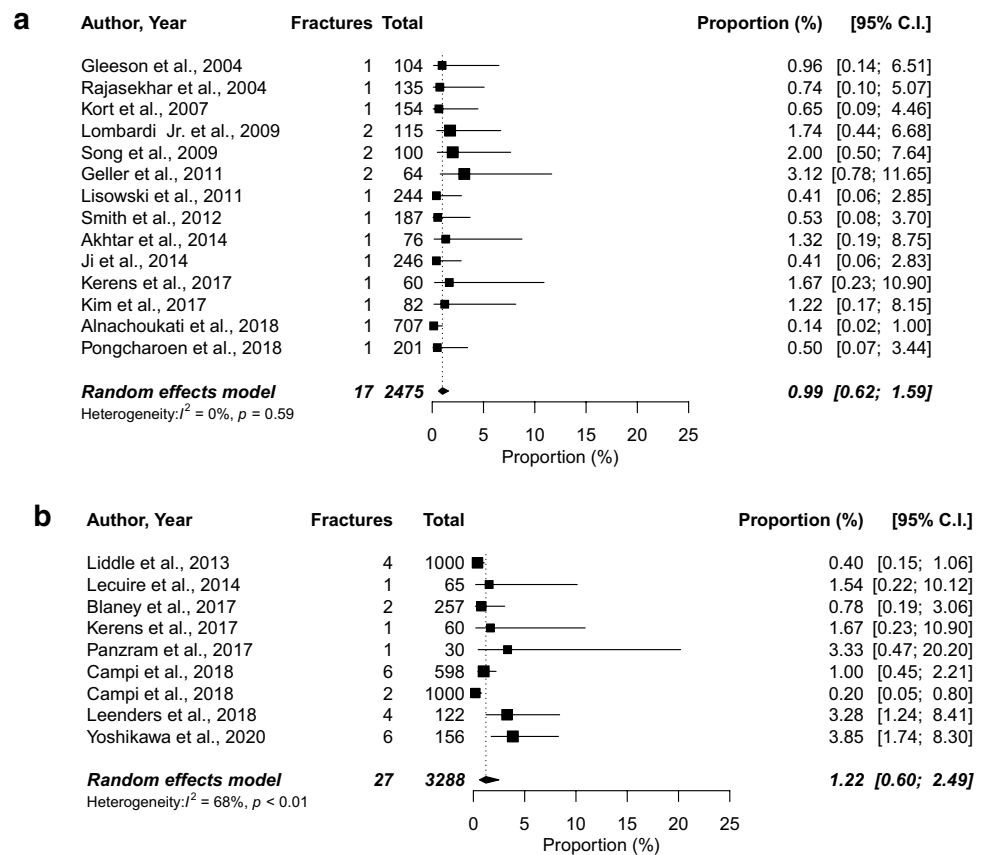 a
Author, Year Fractures Total Proportion (%) [95% C.I.]
Gleeson et al., 2004 1 104 0.96 [0.14; 6.51]
Rajasekhar et al., 2004 1 135 0.74 [0.10; 5.07]
Kort et al., 2007 1 154 0.65 [0.09; 4.46]
Lombardi Jr. et al., 2009 2 115 1.74 [0.44; 6.68]
Song et al., 2009 2 100 2.00 [0.50; 7.64]
Geller et al., 2011 2 64 3.12 [0.78; 11.65]
Lisowski et al., 2011 1 244 0.41 [0.06; 2.85]
Smith et al., 2012 1 187 0.53 [0.08; 3.70]
Akhtar et al., 2014 1 76 1.32 [0.19; 8.75]
Ji et al., 2014 1 246 0.41 [0.06; 2.83]
Kerens et al., 2017 1 60 1.67 [0.23; 10.90]
Kim et al., 2017 1 82 1.22 [0.17; 8.15]
Alnachoukati et al., 2018 1 707 0.14 [0.02; 1.00]
Pongcharoen et al., 2018 1 201 0.50 [0.07; 3.44]
Random effects model 17 2475 0.99 [0.62; 1.59]
Heterogeneity:I² = 0%, p = 0.59
0 5 10 15 20 25
Proportion (%)
b
Author, Year Fractures Total Proportion (%) [95% C.I.]
Liddle et al., 2013 4 1000 0.40 [0.15; 1.06]
Lecuire et al., 2014 1 65 1.54 [0.22; 10.12]
Blaney et al., 2017 2 257 0.78 [0.19; 3.06]
Kerens et al., 2017 1 60 1.67 [0.23; 10.90]
Panzram et al., 2017 1 30 3.33 [0.47; 20.20]
Campi et al., 2018 6 598 1.00 [0.45; 2.21]
Campi et al., 2018 2 1000 0.20 [0.05; 0.80]
Leenders et al., 2018 4 122 3.28 [1.24; 8.41]
Yoshikawa et al., 2020 6 156 3.85 [1.74; 8.30]
Random effects model 27 3288 1.22 [0.60; 2.49]
Heterogeneity:I² = 68%, p < 0.01
0 5 10 15 20 25
Proportion (%)